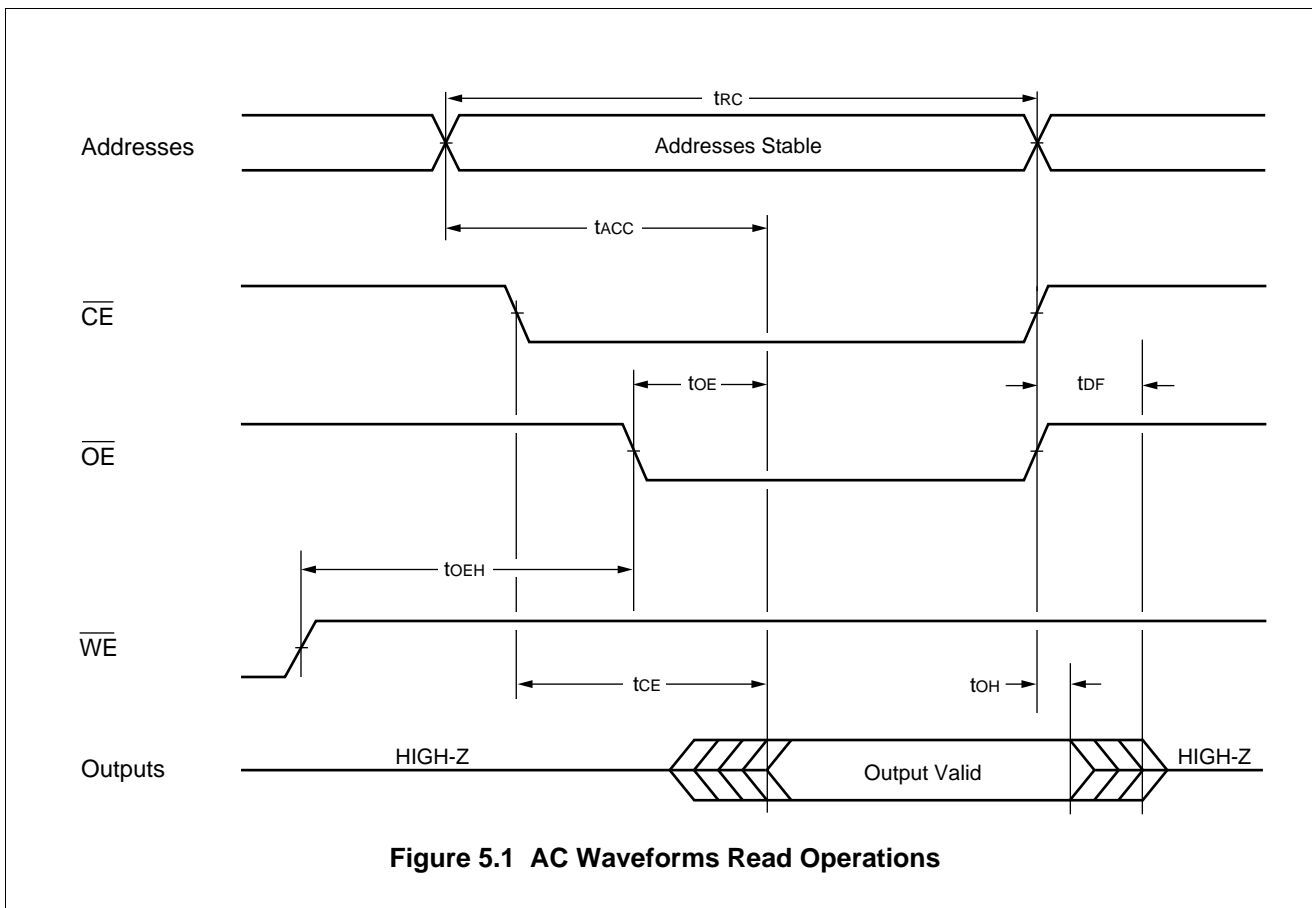 tRC
Addresses
Addresses Stable
tACC
CE
tOE
tDF
OE
tOEH
WE
tCE
tOH
Outputs
HIGH-Z
Output Valid
HIGH-Z
Figure 5.1 AC Waveforms Read Operations